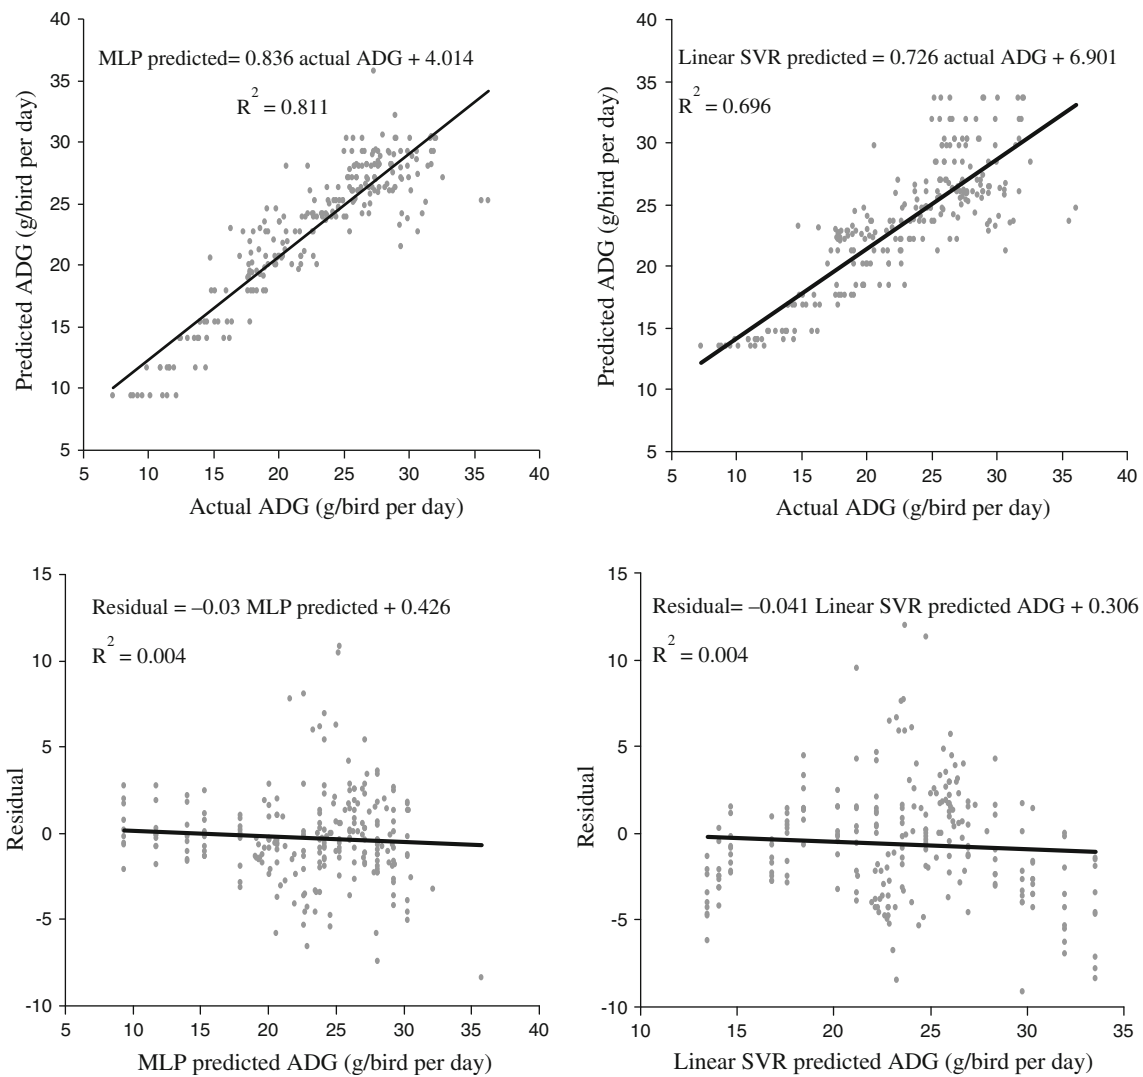 MLP predicted= 0.836 actual ADG + 4.014
R2 = 0.811
Predicted ADG (g/bird per day)
40
35
30
25
20
15
10
5
5 10 15 20 25 30 35 40
Actual ADG (g/bird per day)
Linear SVR predicted = 0.726 actual ADG + 6.901
R2 = 0.696
Predicted ADG (g/bird per day)
40
35
30
25
20
15
10
5
5 10 15 20 25 30 35 40
Actual ADG (g/bird per day)
Residual = –0.03 MLP predicted + 0.426
R2 = 0.004
Residual
15
10
5
0
-5
-10
5 10 15 20 25 30 35 40
MLP predicted ADG (g/bird per day)
Residual= –0.041 Linear SVR predicted ADG + 0.306
R2 = 0.004
Residual
15
10
5
0
-5
-10
10 15 20 25 30 35
Linear SVR predicted ADG (g/bird per day)